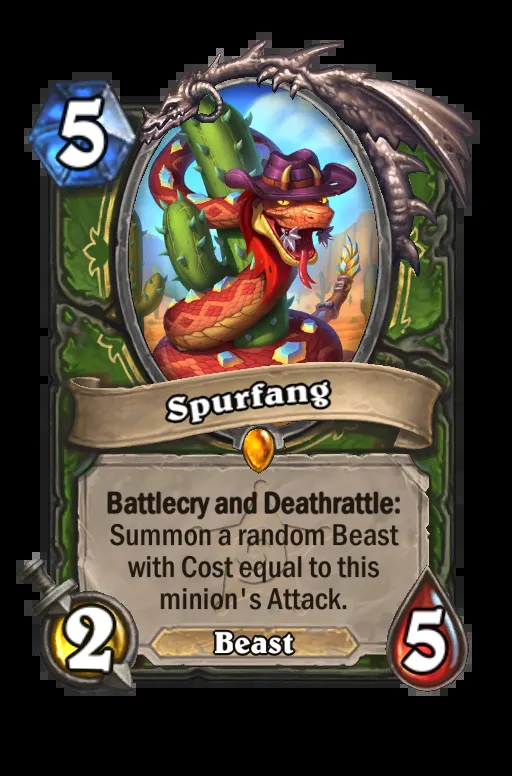 5
Spurfang
Battlecry and Deathrattle:
Summon a random Beast
with Cost equal to this
minion's Attack.
2
Beast
5